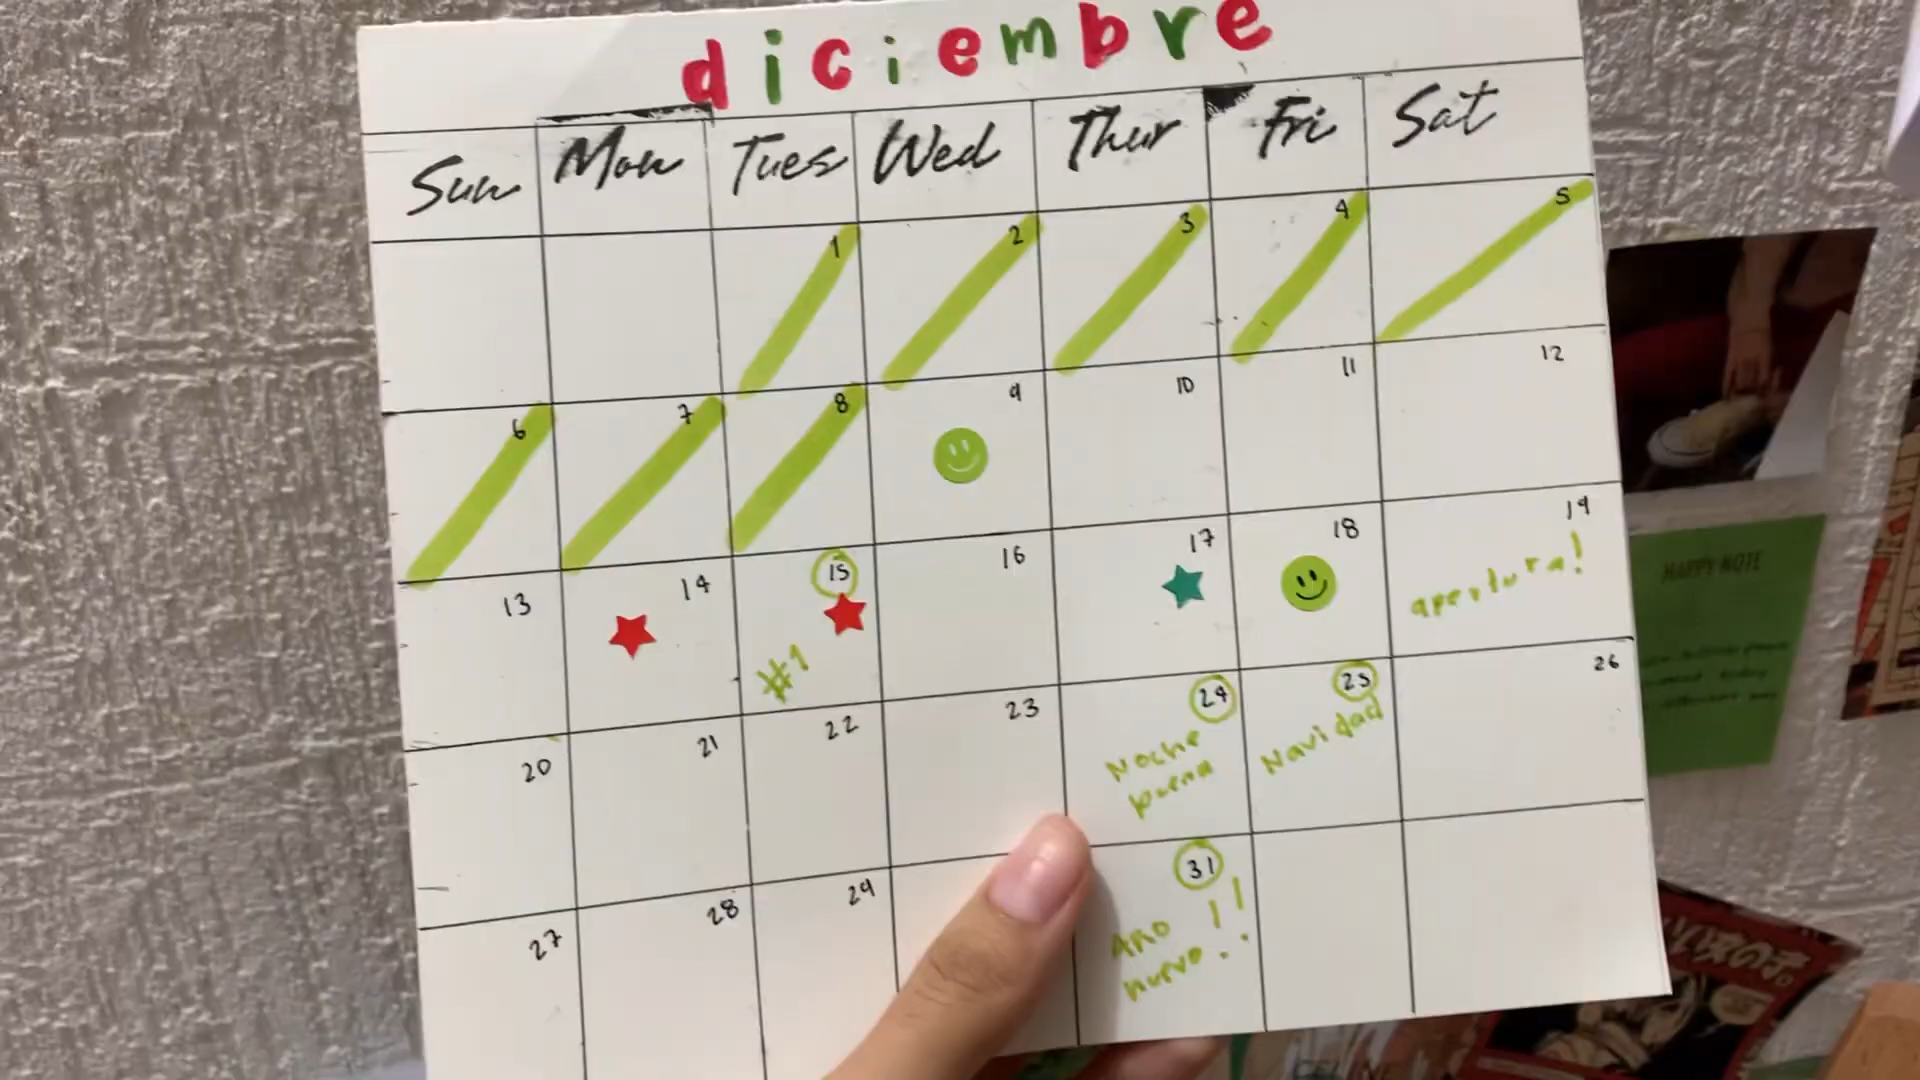 diciembre
Sun Mon Tues Wed Thur Fri Sat
1 2 3 4 5
6 7 8 9 10 11 12
13 14 15 16 17 18 19
#1
apertura!
20 21 22 23 24 25 26
Noche
buena
Navidad
27 28 29 31
Año
nuevo!!
HAPPY NOTE